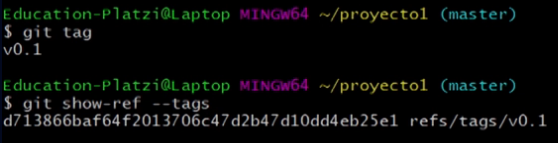 Education-Platzi@Laptop MINGW64 ~/proyecto1 (master)
$ git tag
v0.1
Education-Platzi@Laptop MINGW64 ~/proyecto1 (master)
$ git show-ref --tags
d713866baf64f2013706c47d2b47d10dd4eb25e1 refs/tags/v0.1